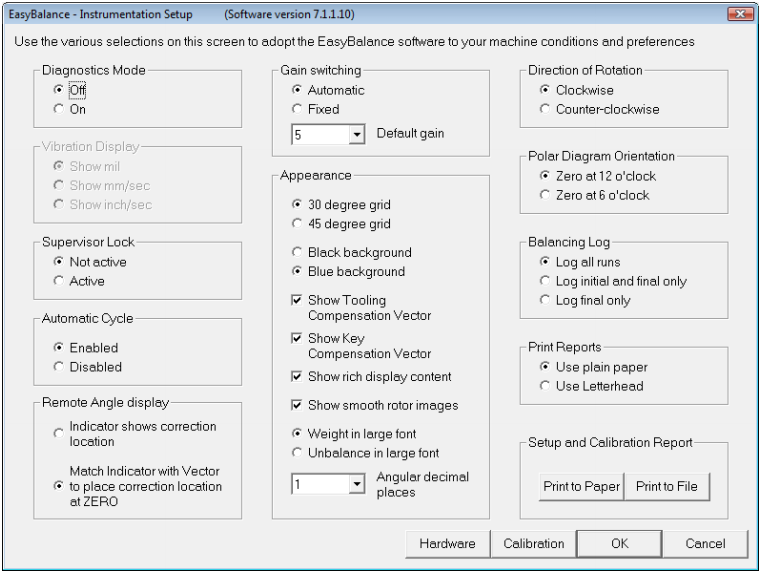 EasyBalance - Instrumentation Setup (Software version 7.1.1.10)
Use the various selections on this screen to adopt the EasyBalance software to your machine conditions and preferences
Diagnostics Mode
Off
On
Vibration Display
Show mil
Show mm/sec
Show inch/sec
Supervisor Lock
Not active
Active
Automatic Cycle
Enabled
Disabled
Remote Angle display
Indicator shows correction
location
Match Indicator with Vector
to place correction location
at ZERO
Gain switching
Automatic
Fixed
5 Default gain
Appearance
30 degree grid
45 degree grid
Black background
Blue background
Show Tooling
Compensation Vector
Show Key
Compensation Vector
Show rich display content
Show smooth rotor images
Weight in large font
Unbalance in large font
1 Angular decimal
places
Direction of Rotation
Clockwise
Counter-clockwise
Polar Diagram Orientation
Zero at 12 o'clock
Zero at 6 o'clock
Balancing Log
Log all runs
Log initial and final only
Log final only
Print Reports
Use plain paper
Use Letterhead
Setup and Calibration Report
Print to Paper Print to File
Hardware Calibration OK Cancel